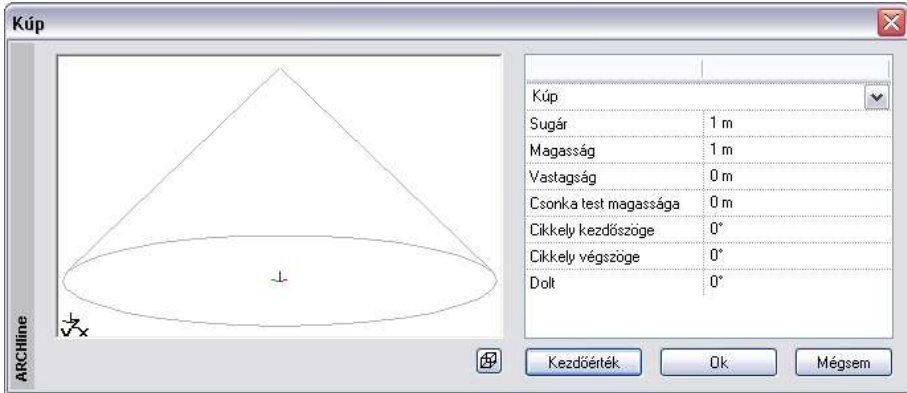 Kúp
ARCHline
Kúp
Sugár 1 m
Magasság 1 m
Vastagság 0 m
Csonka test magassága 0 m
Cikkely kezdőszöge 0°
Cikkely végszöge 0°
Dolt 0°
Z
Y X
Kezdőérték Ok Mégsem